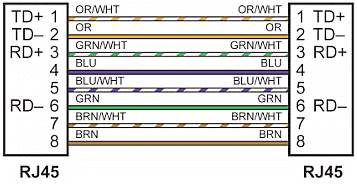 TD+ 1 OR/WHT OR/WHT 1 TD+
TD– 2 OR OR 2 TD–
RD+ 3 GRN/WHT GRN/WHT 3 RD+
4 BLU BLU 4
5 BLU/WHT BLU/WHT 5
RD– 6 GRN GRN 6 RD–
7 BRN/WHT BRN/WHT 7
8 BRN BRN 8
RJ45 RJ45